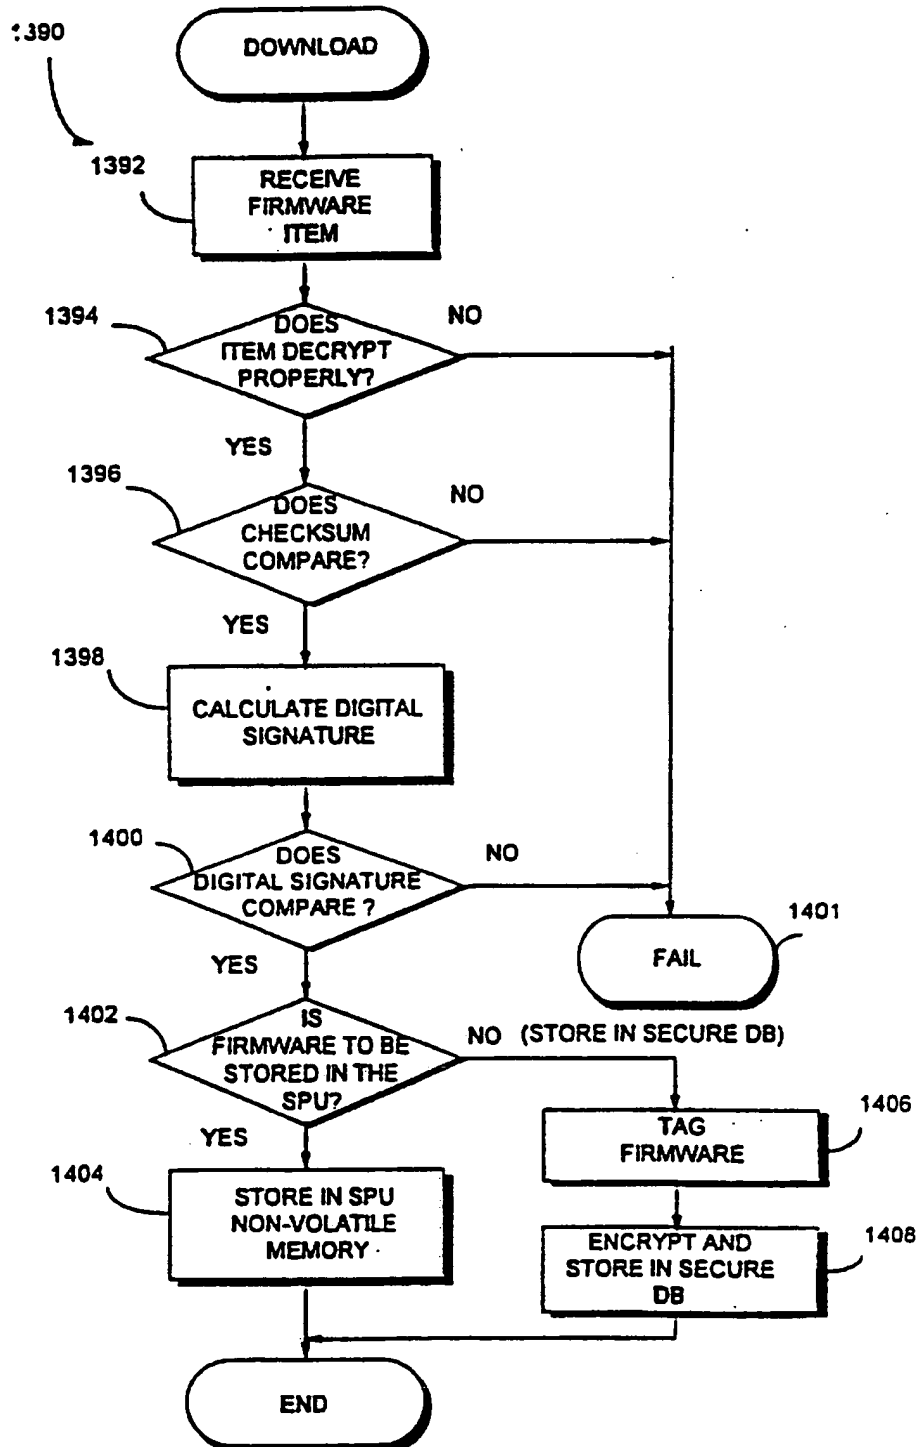 :390
DOWNLOAD
1392
RECEIVE
FIRMWARE
ITEM
1394
DOES
ITEM DECRYPT
PROPERLY?
NO
YES
1396
DOES
CHECKSUM
COMPARE?
NO
YES
1398
CALCULATE DIGITAL
SIGNATURE
1400
DOES
DIGITAL SIGNATURE
COMPARE ?
NO
1401
FAIL
YES
1402
IS
FIRMWARE TO BE
STORED IN THE
SPU?
NO (STORE IN SECURE DB)
1406
TAG
FIRMWARE
YES
1404
STORE IN SPU
NON-VOLATILE
MEMORY
1408
ENCRYPT AND
STORE IN SECURE
DB
END